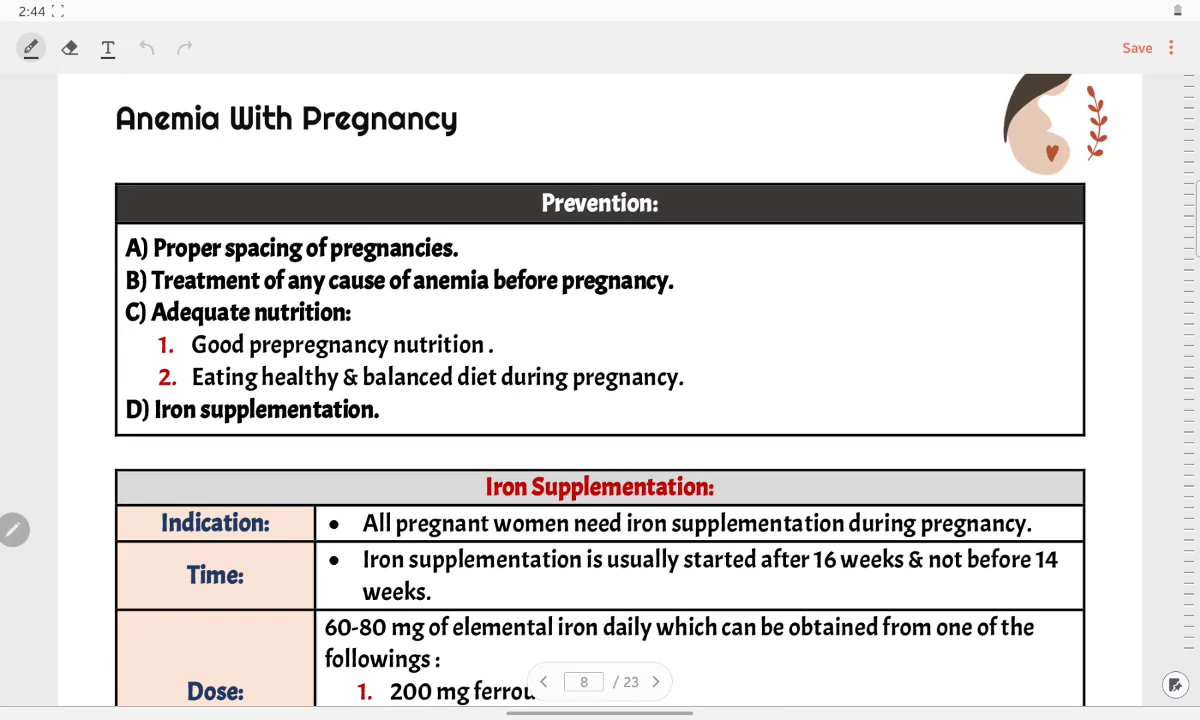 2:44
Save
Anemia With Pregnancy
Prevention:
A) Proper spacing of pregnancies.
B) Treatment of any cause of anemia before pregnancy.
C) Adequate nutrition:
1. Good prepregnancy nutrition .
2. Eating healthy & balanced diet during pregnancy.
D) Iron supplementation.
Iron Supplementation:
Indication:
• All pregnant women need iron supplementation during pregnancy.
Time:
• Iron supplementation is usually started after 16 weeks & not before 14
weeks.
Dose:
60-80 mg of elemental iron daily which can be obtained from one of the
followings :
1. 200 mg
8 / 23